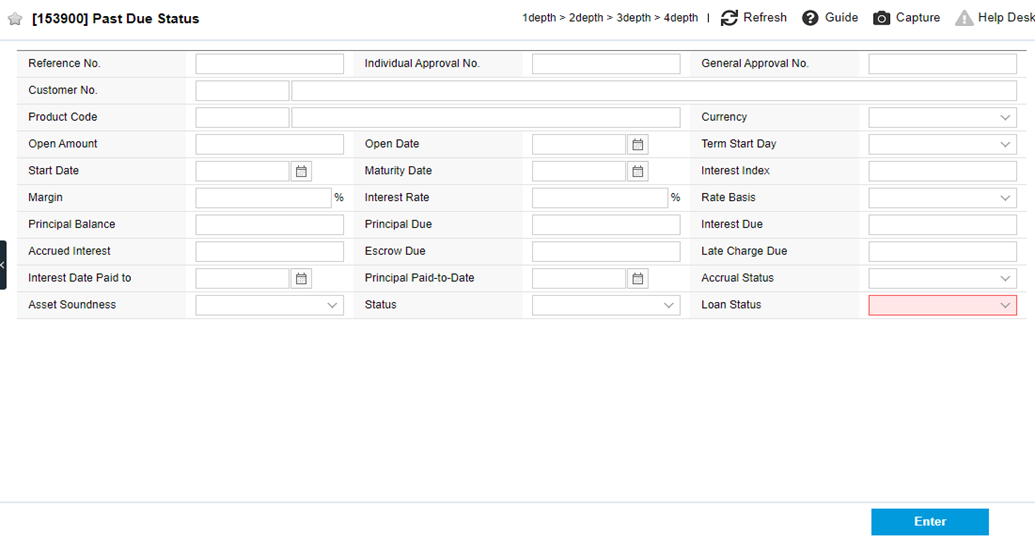 [153900] Past Due Status 1depth > 2depth > 3depth > 4depth | Refresh Guide Capture Help Desk
Reference No. Individual Approval No. General Approval No.
Customer No.
Product Code Currency
Open Amount Open Date Term Start Day
Start Date Maturity Date Interest Index
Margin % Interest Rate % Rate Basis
Principal Balance Principal Due Interest Due
Accrued Interest Escrow Due Late Charge Due
Interest Date Paid to Principal Paid-to-Date Accrual Status
Asset Soundness Status Loan Status
Enter